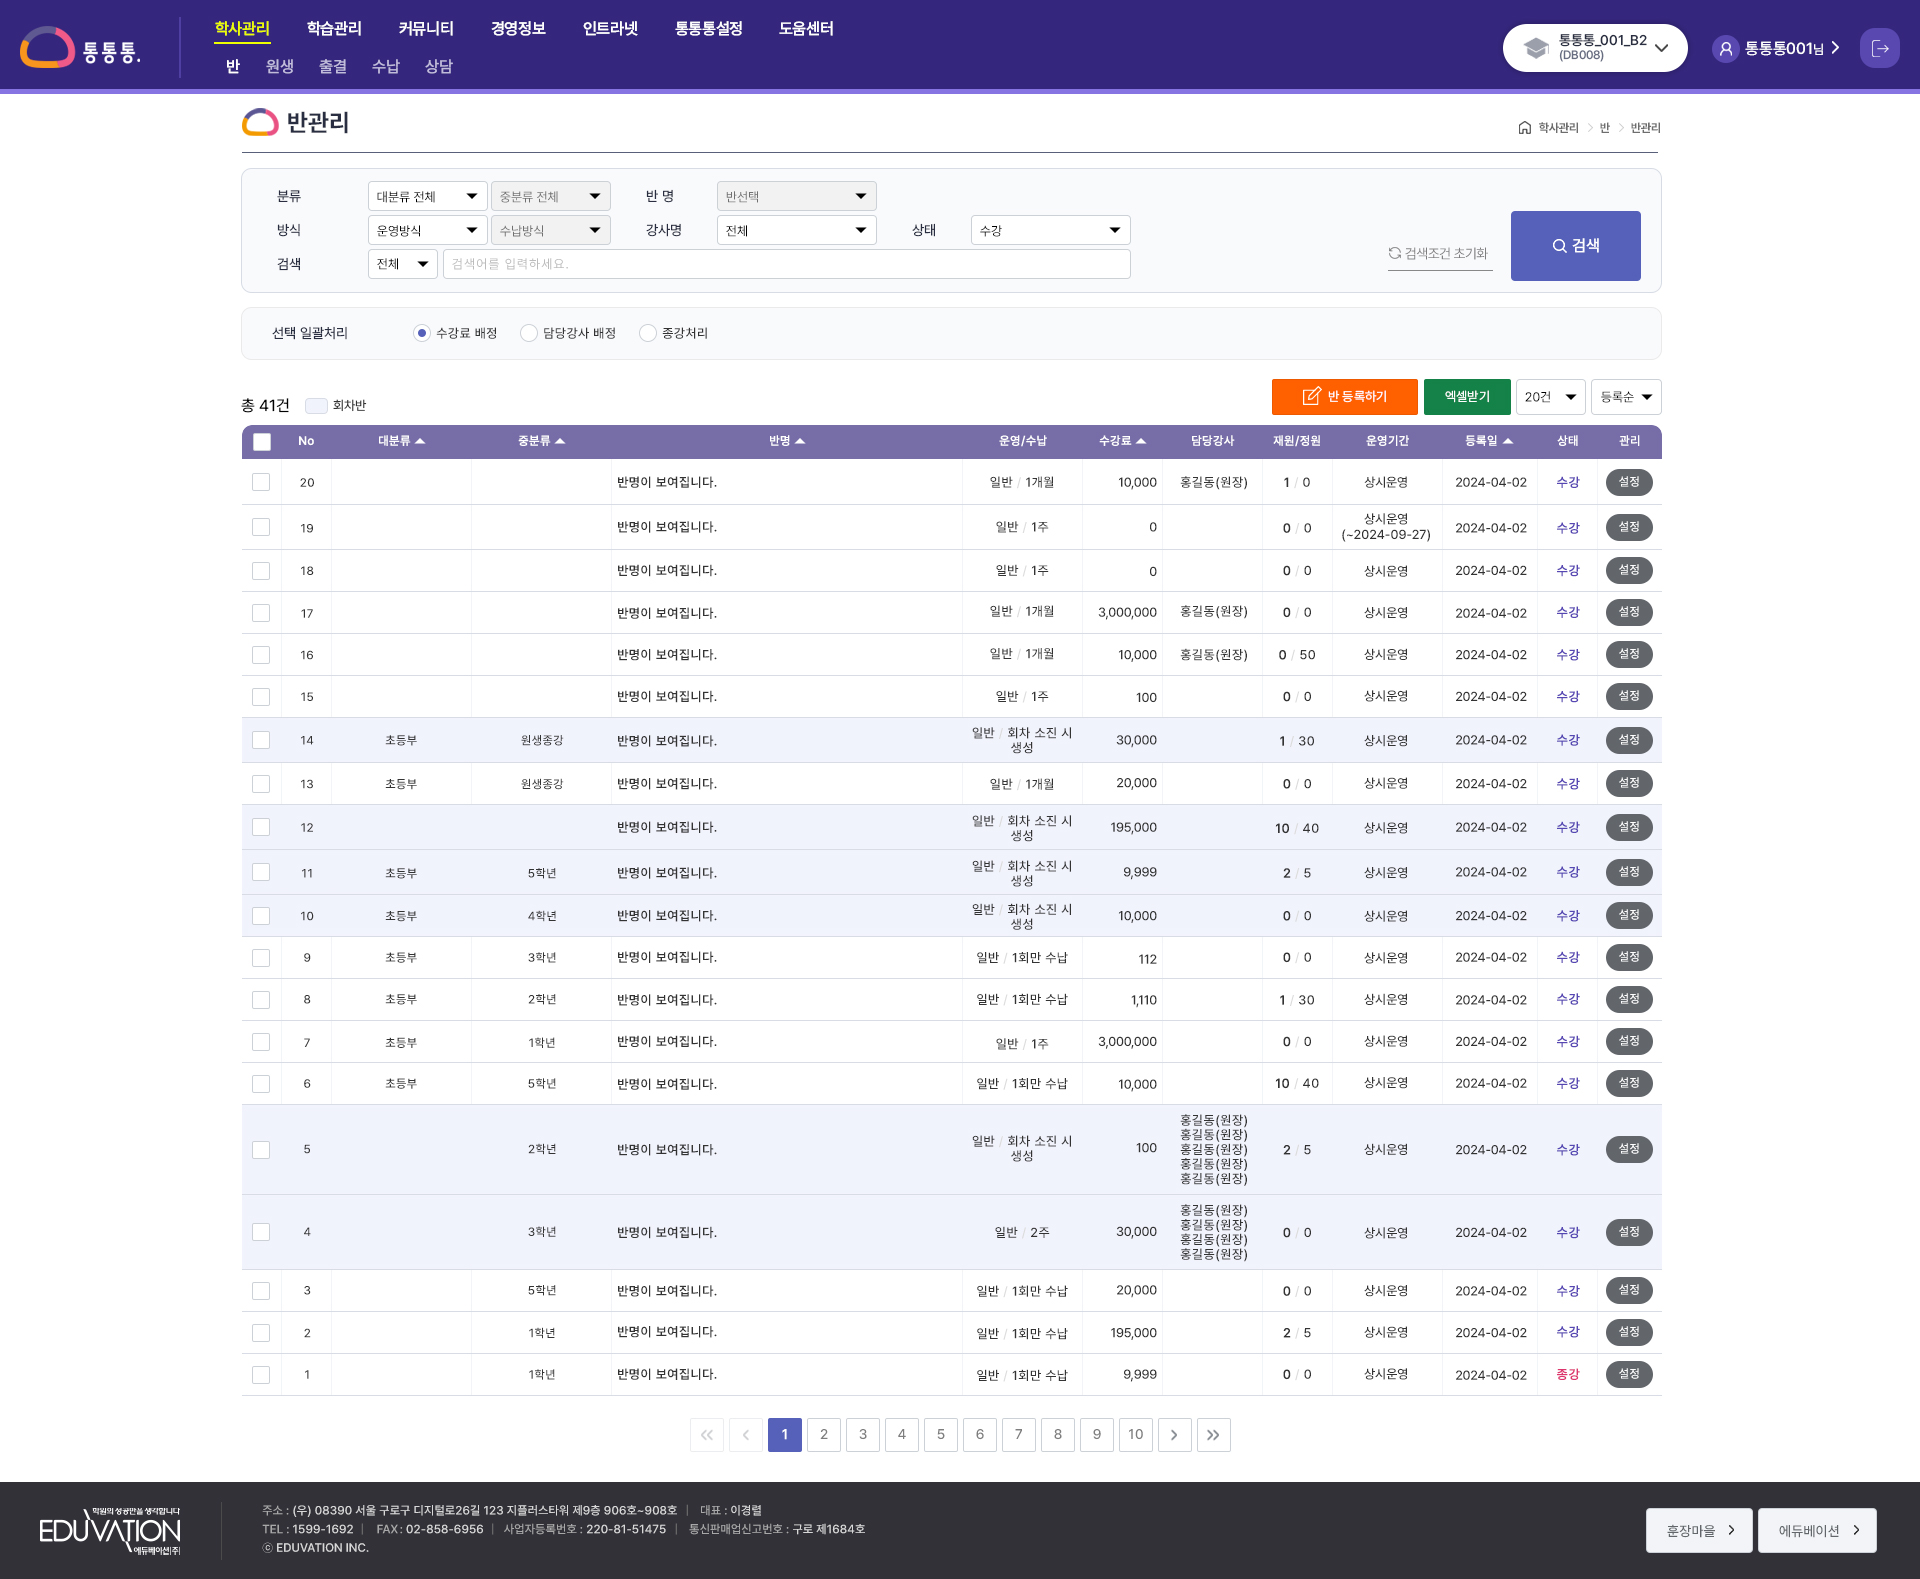 통통통.
학사관리 학습관리 커뮤니티 경영정보 인트라넷 통통통설정 도움센터
반 원생 출결 수납 상담
통통통_001_B2
(DB008)
통통통001님
반관리
학사관리 반 반관리
분류 대분류 전체 중분류 전체 반 명 반선택
방식 운영방식 수납방식 강사명 전체 상태 수강
검색 전체 검색어를 입력하세요.
검색조건 초기화
검색
선택 일괄처리 수강료 배정 담당강사 배정 종강처리
총 41건 회차반
반 등록하기 엑셀받기 20건 등록순
No 대분류 중분류 반명 운영/수납 수강료 담당강사 재원/정원 운영기간 등록일 상태 관리
20 반명이 보여집니다. 일반 / 1개월 10,000 홍길동(원장) 1 / 0 상시운영 2024-04-02 수강 설정
19 반명이 보여집니다. 일반 / 1주 0 0 / 0 상시운영 (~2024-09-27) 2024-04-02 수강 설정
18 반명이 보여집니다. 일반 / 1주 0 0 / 0 상시운영 2024-04-02 수강 설정
17 반명이 보여집니다. 일반 / 1개월 3,000,000 홍길동(원장) 0 / 0 상시운영 2024-04-02 수강 설정
16 반명이 보여집니다. 일반 / 1개월 10,000 홍길동(원장) 0 / 50 상시운영 2024-04-02 수강 설정
15 반명이 보여집니다. 일반 / 1주 100 0 / 0 상시운영 2024-04-02 수강 설정
14 초등부 원생종강 반명이 보여집니다. 일반 / 회차 소진 시 생성 30,000 1 / 30 상시운영 2024-04-02 수강 설정
13 초등부 원생종강 반명이 보여집니다. 일반 / 1개월 20,000 0 / 0 상시운영 2024-04-02 수강 설정
12 반명이 보여집니다. 일반 / 회차 소진 시 생성 195,000 10 / 40 상시운영 2024-04-02 수강 설정
11 초등부 5학년 반명이 보여집니다. 일반 / 회차 소진 시 생성 9,999 2 / 5 상시운영 2024-04-02 수강 설정
10 초등부 4학년 반명이 보여집니다. 일반 / 회차 소진 시 생성 10,000 0 / 0 상시운영 2024-04-02 수강 설정
9 초등부 3학년 반명이 보여집니다. 일반 / 1회만 수납 112 0 / 0 상시운영 2024-04-02 수강 설정
8 초등부 2학년 반명이 보여집니다. 일반 / 1회만 수납 1,110 1 / 30 상시운영 2024-04-02 수강 설정
7 초등부 1학년 반명이 보여집니다. 일반 / 1주 3,000,000 0 / 0 상시운영 2024-04-02 수강 설정
6 초등부 5학년 반명이 보여집니다. 일반 / 1회만 수납 10,000 10 / 40 상시운영 2024-04-02 수강 설정
5 2학년 반명이 보여집니다. 일반 / 회차 소진 시 생성 100 홍길동(원장) 홍길동(원장) 홍길동(원장) 홍길동(원장) 홍길동(원장) 2 / 5 상시운영 2024-04-02 수강 설정
4 3학년 반명이 보여집니다. 일반 / 2주 30,000 홍길동(원장) 홍길동(원장) 홍길동(원장) 홍길동(원장) 0 / 0 상시운영 2024-04-02 수강 설정
3 5학년 반명이 보여집니다. 일반 / 1회만 수납 20,000 0 / 0 상시운영 2024-04-02 수강 설정
2 1학년 반명이 보여집니다. 일반 / 1회만 수납 195,000 2 / 5 상시운영 2024-04-02 수강 설정
1 1학년 반명이 보여집니다. 일반 / 1회만 수납 9,999 0 / 0 상시운영 2024-04-02 종강 설정
1 2 3 4 5 6 7 8 9 10
학원의 성공만을 생각합니다
EDUVATION
에듀베이션(주)
주소 : (우) 08390 서울 구로구 디지털로26길 123 지플러스타워 제9층 906호~908호 | 대표 : 이경렬
TEL : 1599-1692 | FAX : 02-858-6956 | 사업자등록번호 : 220-81-51475 | 통신판매업신고번호 : 구로 제1684호
ⓒ EDUVATION INC.
훈장마을 에듀베이션